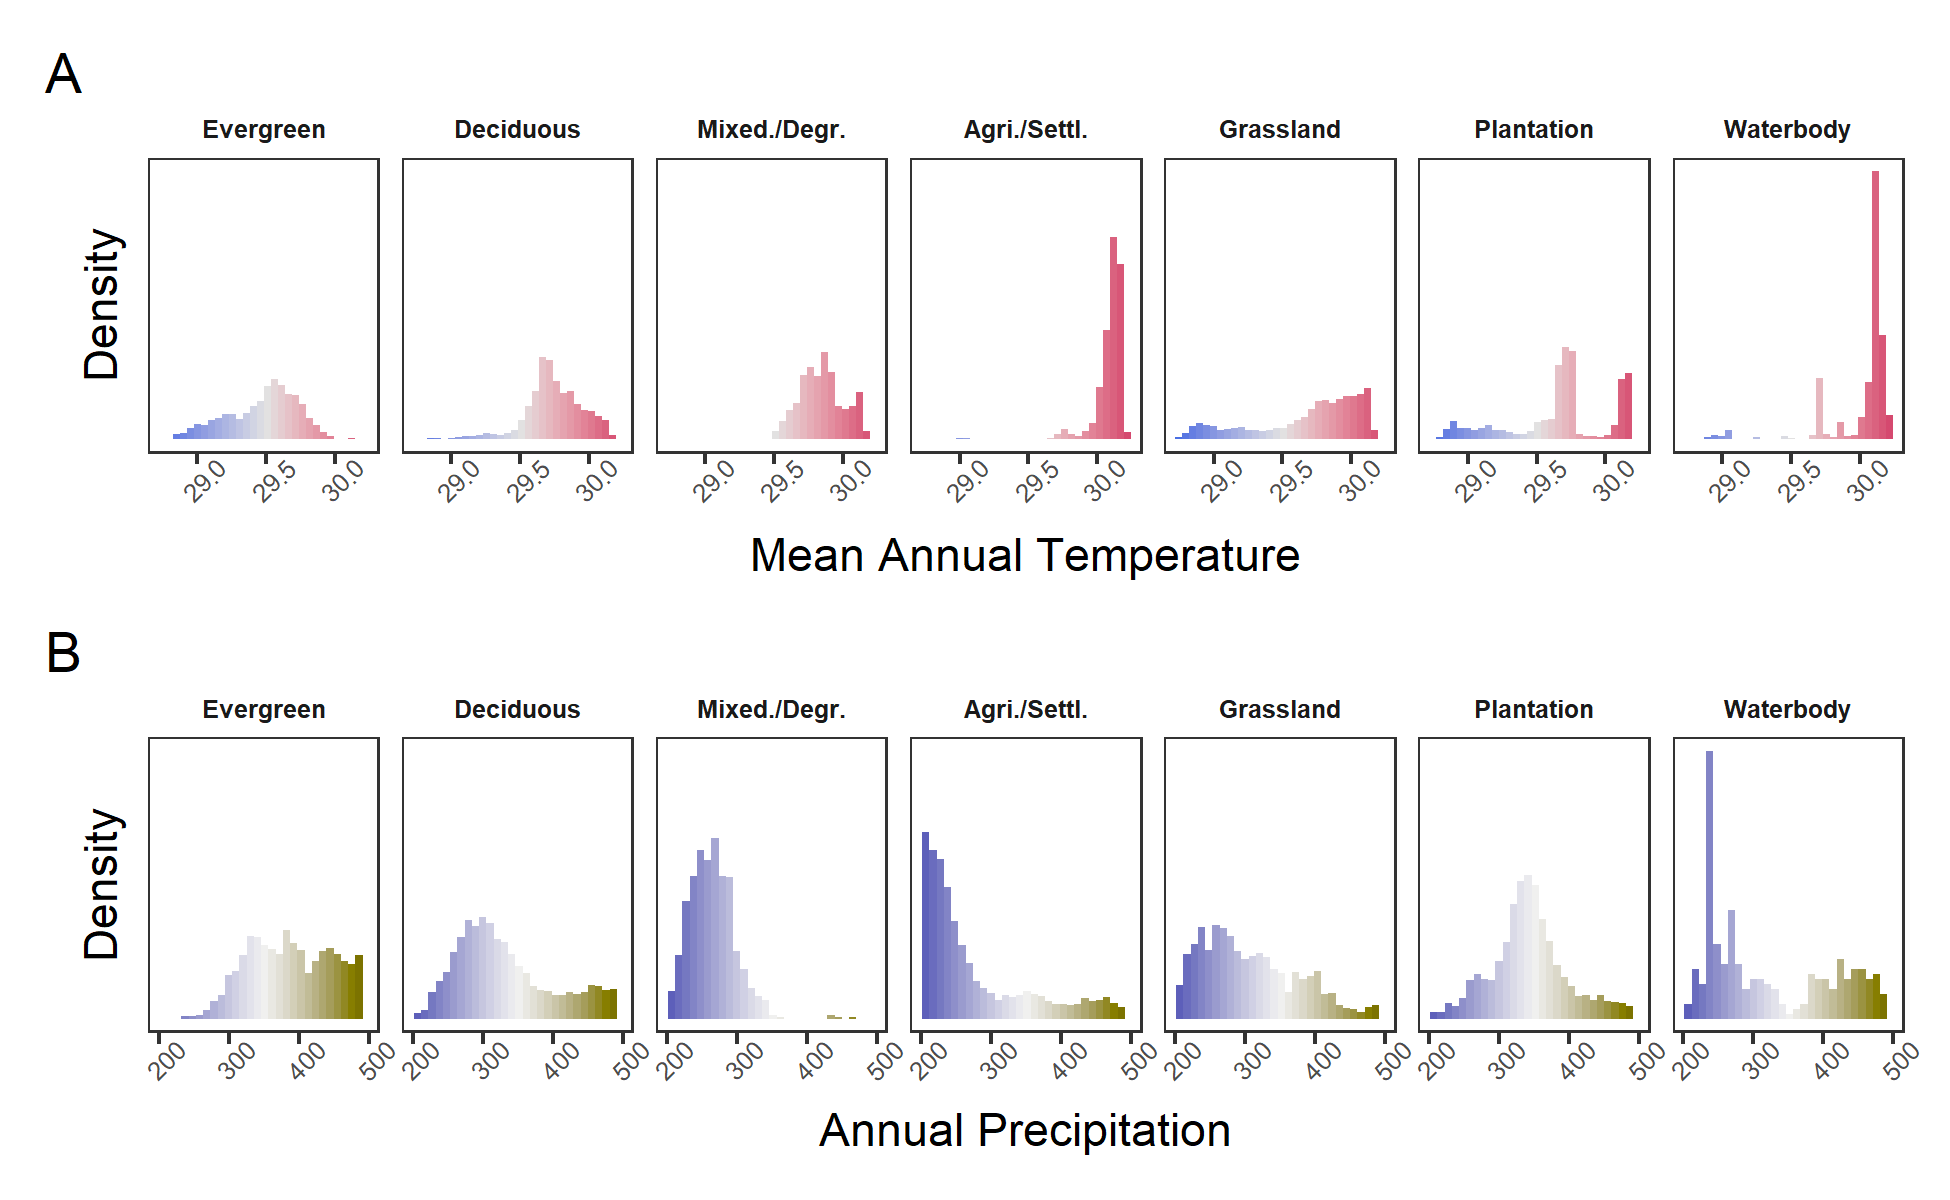 A
Evergreen Deciduous Mixed./Degr. Agri./Settl. Grassland Plantation Waterbody
Density
29.0 29.5 30.0 29.0 29.5 30.0 29.0 29.5 30.0 29.0 29.5 30.0 29.0 29.5 30.0 29.0 29.5 30.0 29.0 29.5 30.0
Mean Annual Temperature
B
Evergreen Deciduous Mixed./Degr. Agri./Settl. Grassland Plantation Waterbody
Density
200 300 400 500 200 300 400 500 200 300 400 500 200 300 400 500 200 300 400 500 200 300 400 500 200 300 400 500
Annual Precipitation